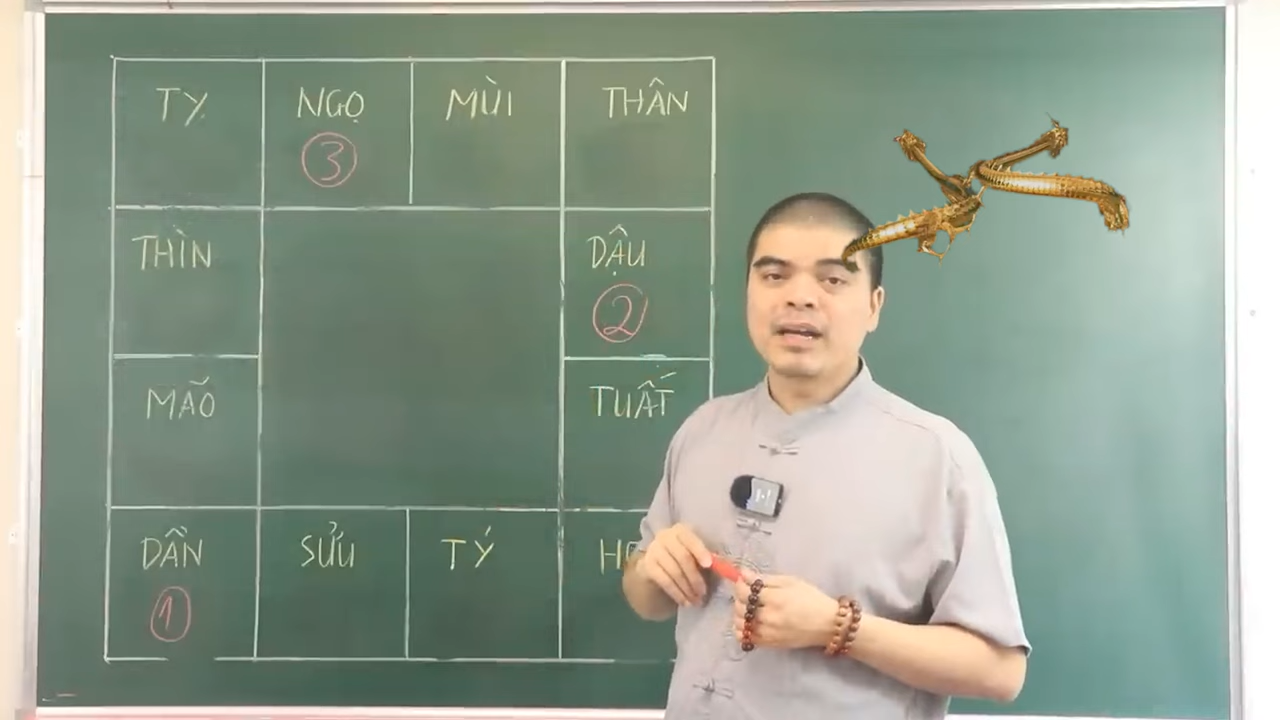 TỴ NGỌ MÙI THÂN
3
THÌN DẬU
2
MÃO TUẤT
DẦN SỬU TÝ
1